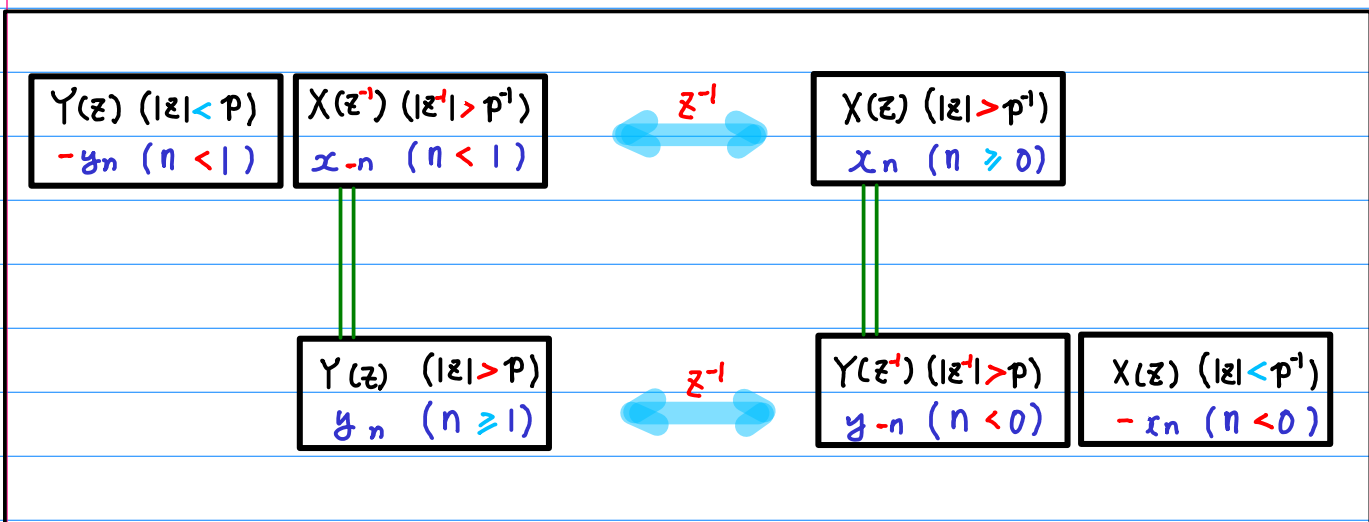 Y(z) (|z|< p)
-yₙ (n < 1)
X(z⁻¹) (|z⁻¹|> p⁻¹)
x₋ₙ (n < 1)
z⁻¹
X(z) (|z|>p⁻¹)
xₙ (n ⩾ 0)
Y(z) (|z|>p)
yₙ (n ⩾ 1)
z⁻¹
Y(z⁻¹) (|z⁻¹|>p)
y₋ₙ (n < 0)
X(z) (|z|<p⁻¹)
-xₙ (n <0)